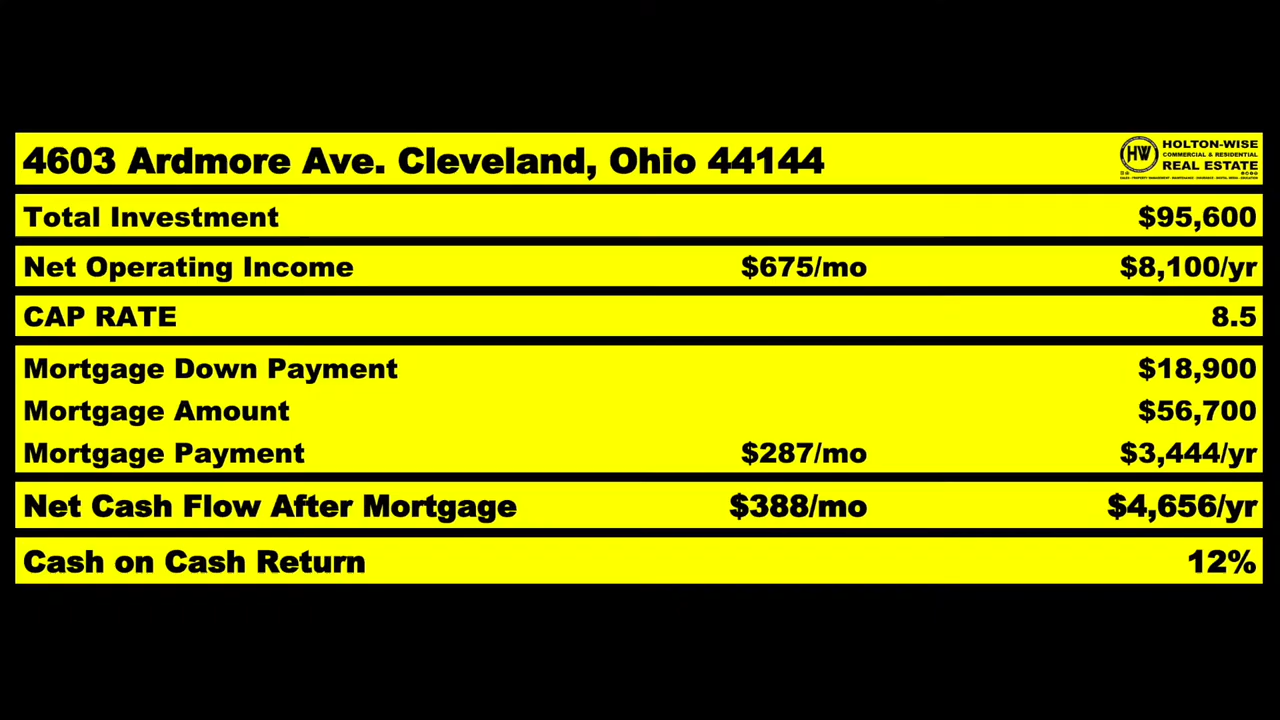 4603 Ardmore Ave. Cleveland, Ohio 44144
HW
HOLTON-WISE
COMMERCIAL & RESIDENTIAL
REAL ESTATE
Total Investment $95,600
Net Operating Income $675/mo $8,100/yr
CAP RATE 8.5
Mortgage Down Payment $18,900
Mortgage Amount $56,700
Mortgage Payment $287/mo $3,444/yr
Net Cash Flow After Mortgage $388/mo $4,656/yr
Cash on Cash Return 12%